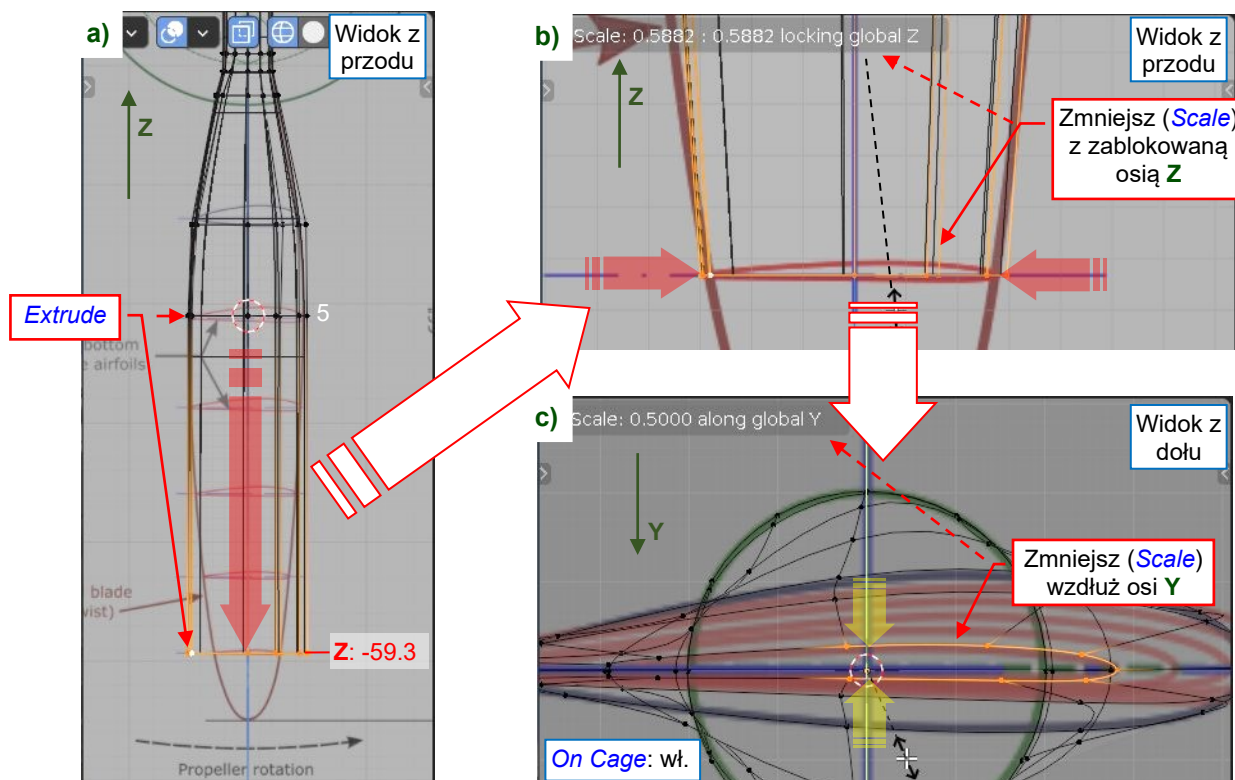 a)
Widok z
przodu
Z
Extrude
5
bottom
e airfoils
blade
wist)
Z: -59.3
Propeller rotation
b)
Scale: 0.5882 : 0.5882 locking global Z
Widok z
przodu
Z
Zmniejsz (Scale)
z zablokowaną
osią Z
c)
Scale: 0.5000 along global Y
Widok z
dołu
Y
Zmniejsz (Scale)
wzdłuż osi Y
On Cage: wł.